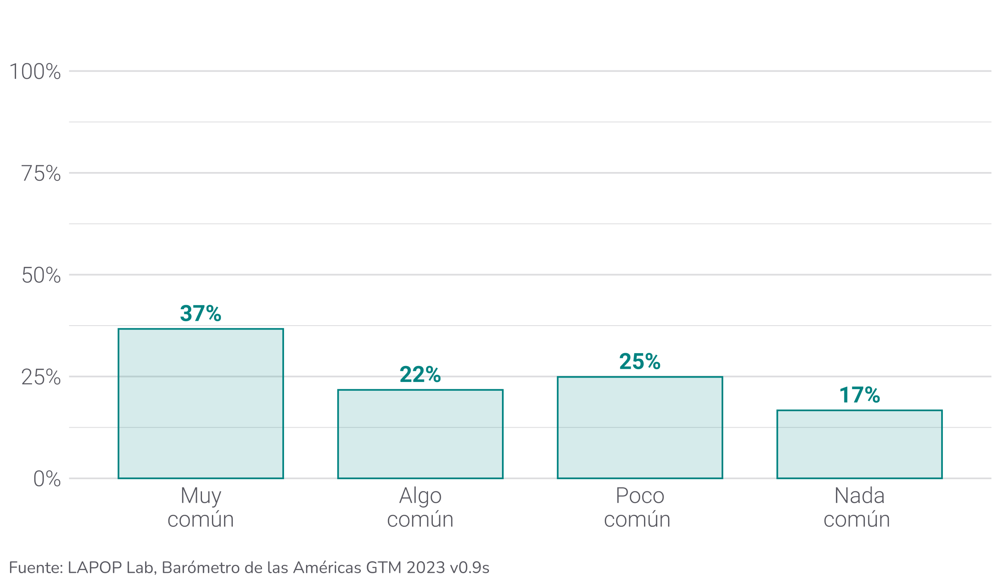 100%
75%
50%
25%
0%
37%
22%
25%
17%
Muy
común
Algo
común
Poco
común
Nada
común
Fuente: LAPOP Lab, Barómetro de las Américas GTM 2023 v0.9s